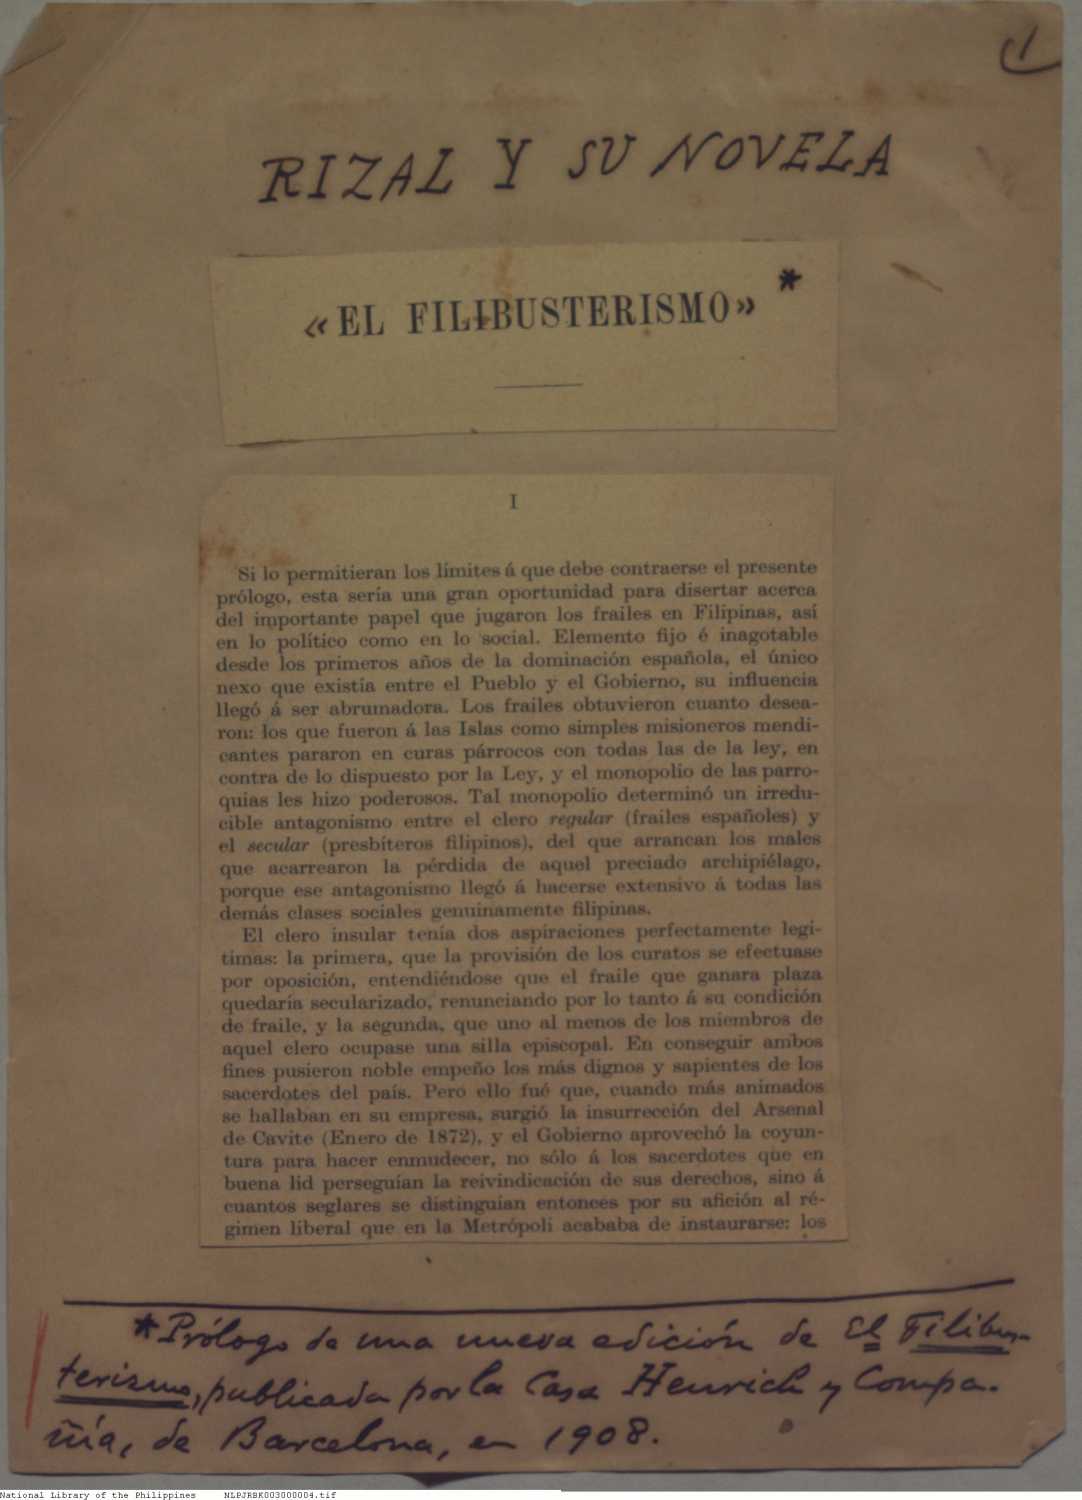 1
RIZAL Y SU NOVELA
«EL FILIBUSTERISMO» *
I
Si lo permitieran los límites á que debe contraerse el presente
prólogo, esta sería una gran oportunidad para disertar acerca
del importante papel que jugaron los frailes en Filipinas, así
en lo político como en lo social. Elemento fijo é inagotable
desde los primeros años de la dominación española, el único
nexo que existía entre el Pueblo y el Gobierno, su influencia
llegó á ser abrumadora. Los frailes obtuvieron cuanto desea-
ron: los que fueron á las Islas como simples misioneros mendi-
cantes pararon en curas párrocos con todas las de la ley, en
contra de lo dispuesto por la Ley, y el monopolio de las parro-
quias les hizo poderosos. Tal monopolio determinó un irredu-
cible antagonismo entre el clero regular (frailes españoles) y
el secular (presbíteros filipinos), del que arrancan los males
que acarrearon la pérdida de aquel preciado archipiélago,
porque ese antagonismo llegó á hacerse extensivo á todas las
demás clases sociales genuinamente filipinas.
El clero insular tenía dos aspiraciones perfectamente legí-
timas: la primera, que la provisión de los curatos se efectuase
por oposición, entendiéndose que el fraile que ganara plaza
quedaría secularizado, renunciando por lo tanto á su condición
de fraile, y la segunda, que uno al menos de los miembros de
aquel clero ocupase una silla episcopal. En conseguir ambos
fines pusieron noble empeño los más dignos y sapientes de los
sacerdotes del país. Pero ello fué que, cuando más animados
se hallaban en su empresa, surgió la insurrección del Arsenal
de Cavite (Enero de 1872), y el Gobierno aprovechó la coyun-
tura para hacer enmudecer, no sólo á los sacerdotes que en
buena lid perseguían la reivindicación de sus derechos, sino á
cuantos seglares se distinguían entonces por su afición al ré-
gimen liberal que en la Metrópoli acababa de instaurarse: los
*Prólogo de una nueva edición de El Filibus-
terismo, publicada por la Casa Henrich y Compa-
ñía, de Barcelona, en 1908.
National Library of the Philippines NLPJRBK003000004.tif